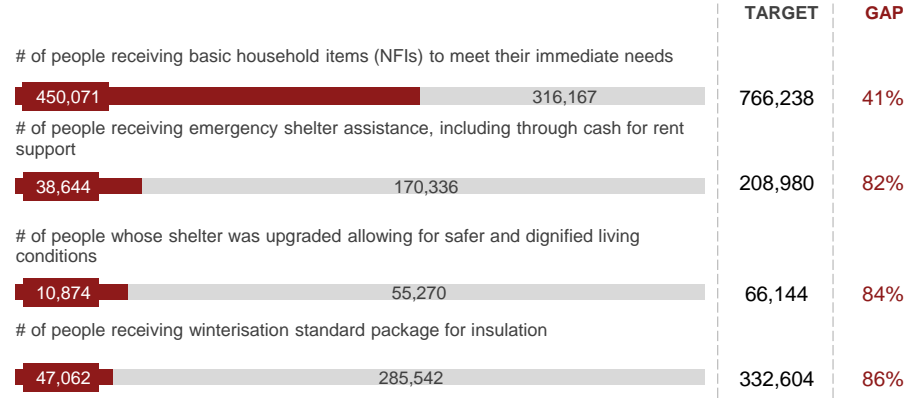 TARGET GAP
# of people receiving basic household items (NFIs) to meet their immediate needs
450,071 316,167 766,238 41%
# of people receiving emergency shelter assistance, including through cash for rent
support
38,644 170,336 208,980 82%
# of people whose shelter was upgraded allowing for safer and dignified living
conditions
10,874 55,270 66,144 84%
# of people receiving winterisation standard package for insulation
47,062 285,542 332,604 86%